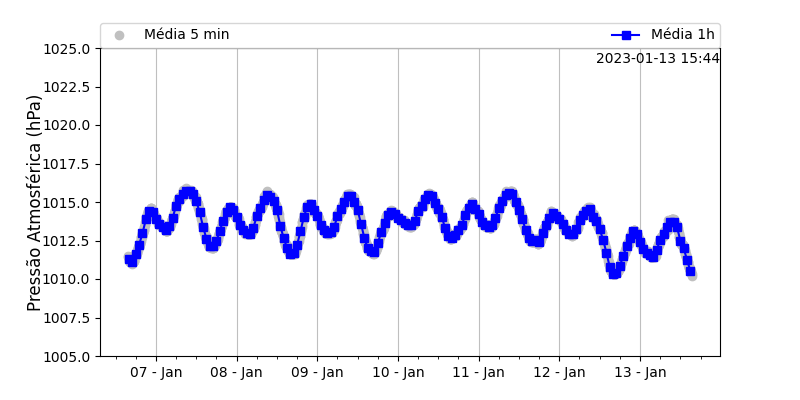 Média 5 min
Média 1h
2023-01-13 15:44
Pressão Atmosférica (hPa)
1025.0
1022.5
1020.0
1017.5
1015.0
1012.5
1010.0
1007.5
1005.0
07 - Jan
08 - Jan
09 - Jan
10 - Jan
11 - Jan
12 - Jan
13 - Jan